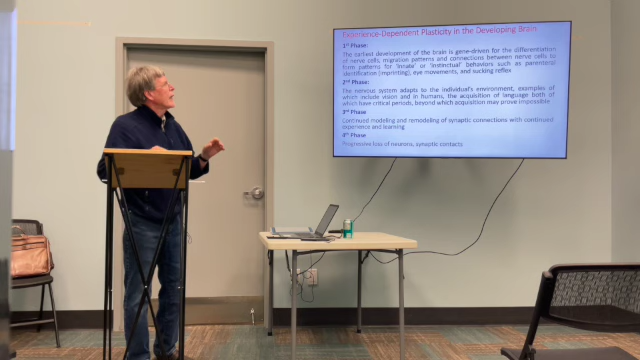 Experience-Dependent Plasticity in the Developing Brain
1st Phase:
The earliest development of the brain is gene-driven for the differentiation
of nerve cells, migration patterns and connections between nerve cells to
form patterns for 'innate' or 'instinctual' behaviors such as parental
identification (imprinting), eye movements, and sucking reflex
2nd Phase:
The nervous system adapts to the individual's environment, examples of
which include vision and in humans, the acquisition of language both of
which have critical periods, beyond which acquisition may prove impossible
3rd Phase
Continued modeling and remodeling of synaptic connections with continued
experience and learning
4th Phase
Progressive loss of neurons, synaptic contacts